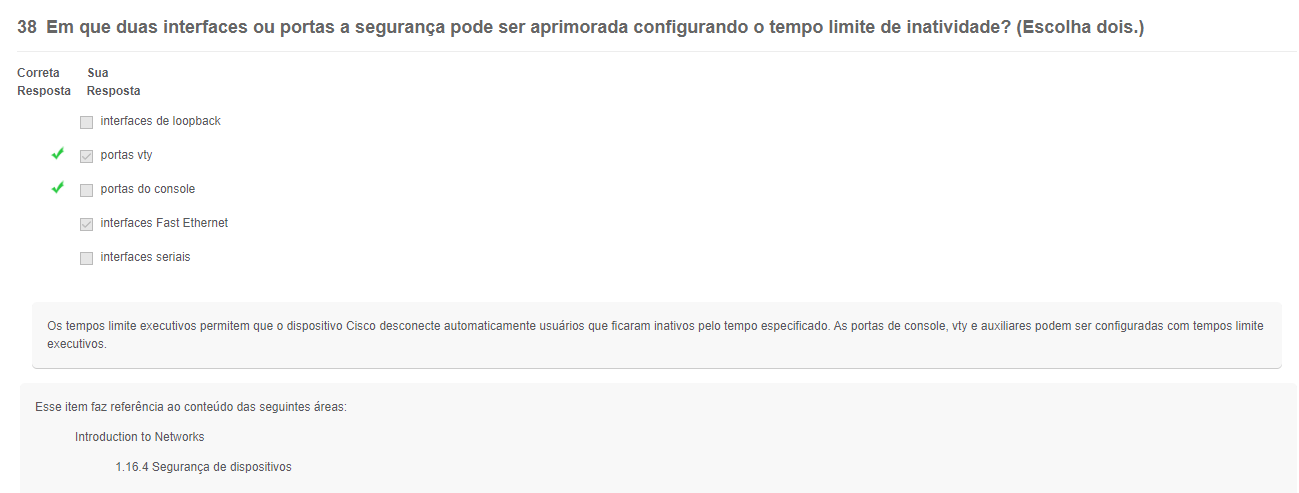 38 Em que duas interfaces ou portas a segurança pode ser aprimorada configurando o tempo limite de inatividade? (Escolha dois.)
Correta Sua
Resposta Resposta
interfaces de loopback
portas vty
portas do console
interfaces Fast Ethernet
interfaces seriais
Os tempos limite executivos permitem que o dispositivo Cisco desconecte automaticamente usuários que ficaram inativos pelo tempo especificado. As portas de console, vty e auxiliares podem ser configuradas com tempos limite
executivos.
Esse item faz referência ao conteúdo das seguintes áreas:
Introduction to Networks
1.16.4 Segurança de dispositivos